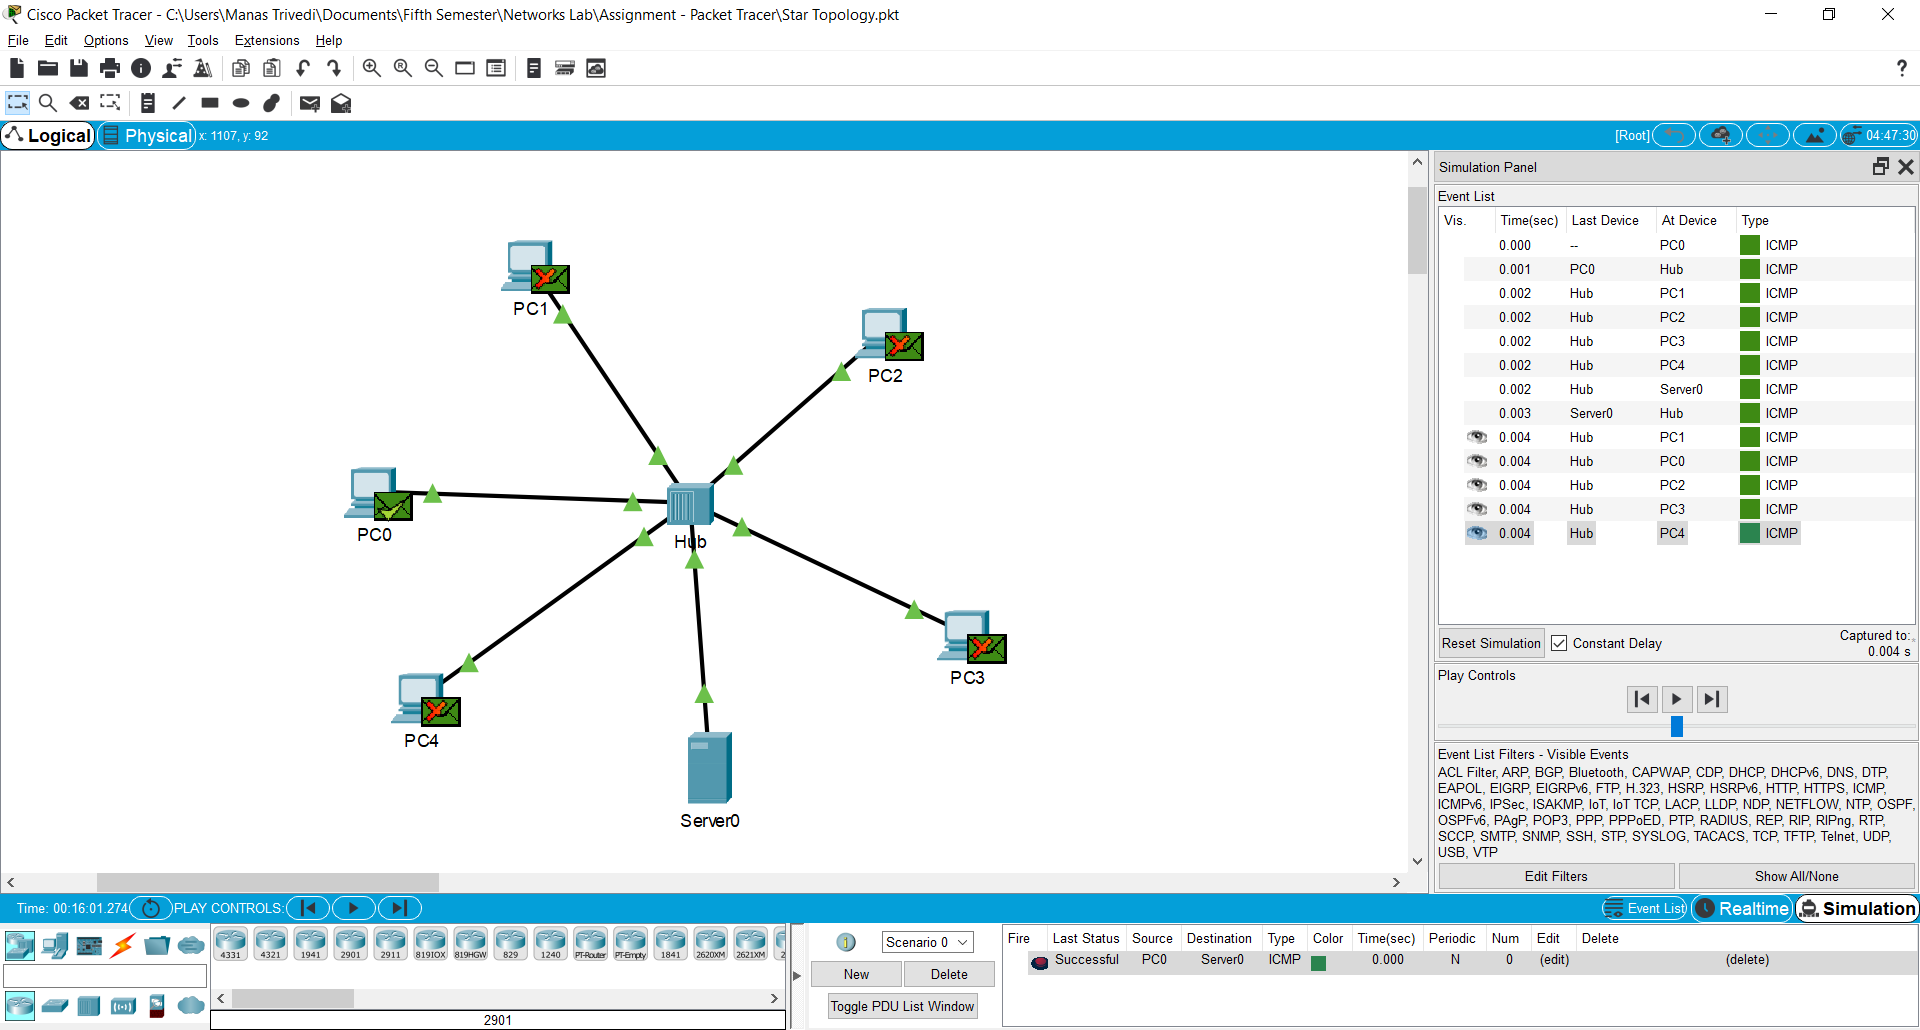 Cisco Packet Tracer - C:\Users\Manas Trivedi\Documents\Fifth Semester\Networks Lab\Assignment - Packet Tracer\Star Topology.pkt
File Edit Options View Tools Extensions Help
?
Logical Physical x: 1107, y: 92 [Root] 04:47:30
Simulation Panel
Event List
Vis. Time(sec) Last Device At Device Type
0.000 -- PC0 ICMP
0.001 PC0 Hub ICMP
0.002 Hub PC1 ICMP
0.002 Hub PC2 ICMP
0.002 Hub PC3 ICMP
0.002 Hub PC4 ICMP
0.002 Hub Server0 ICMP
0.003 Server0 Hub ICMP
0.004 Hub PC1 ICMP
0.004 Hub PC0 ICMP
0.004 Hub PC2 ICMP
0.004 Hub PC3 ICMP
0.004 Hub PC4 ICMP
PC1
PC2
PC0
Hub
PC3
PC4
Server0
Reset Simulation Constant Delay Captured to:
0.004 s
Play Controls
Event List Filters - Visible Events
ACL Filter, ARP, BGP, Bluetooth, CAPWAP, CDP, DHCP, DHCPv6, DNS, DTP,
EAPOL, EIGRP, EIGRPv6, FTP, H.323, HSRP, HSRPv6, HTTP, HTTPS, ICMP,
ICMPv6, IPSec, ISAKMP, IoT, IoT TCP, LACP, LLDP, NDP, NETFLOW, NTP, OSPF,
OSPFv6, PAgP, POP3, PPP, PPPoED, PTP, RADIUS, REP, RIP, RIPng, RTP,
SCCP, SMTP, SNMP, SSH, STP, SYSLOG, TACACS, TCP, TFTP, Telnet, UDP,
USB, VTP
Edit Filters Show All/None
Time: 00:16:01.274 PLAY CONTROLS: Event List Realtime Simulation
4331 4321 1941 2901 2911 819IOX 819HGW 829 1240 PT-Router PT-Empty 1841 2620XM 2621XM 2
2901
Scenario 0
New Delete
Toggle PDU List Window
Fire Last Status Source Destination Type Color Time(sec) Periodic Num Edit Delete
Successful PC0 Server0 ICMP 0.000 N 0 (edit) (delete)